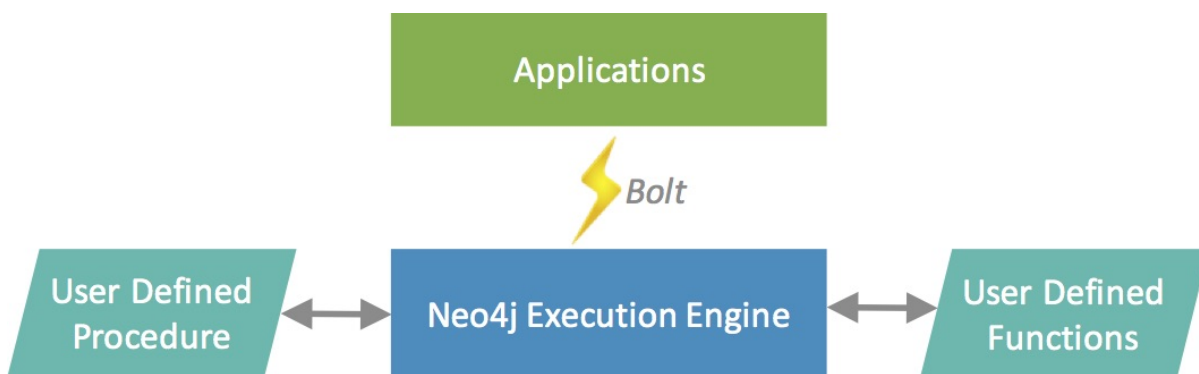 Applications
Bolt
User Defined
Procedure
Neo4j Execution Engine
User Defined
Functions